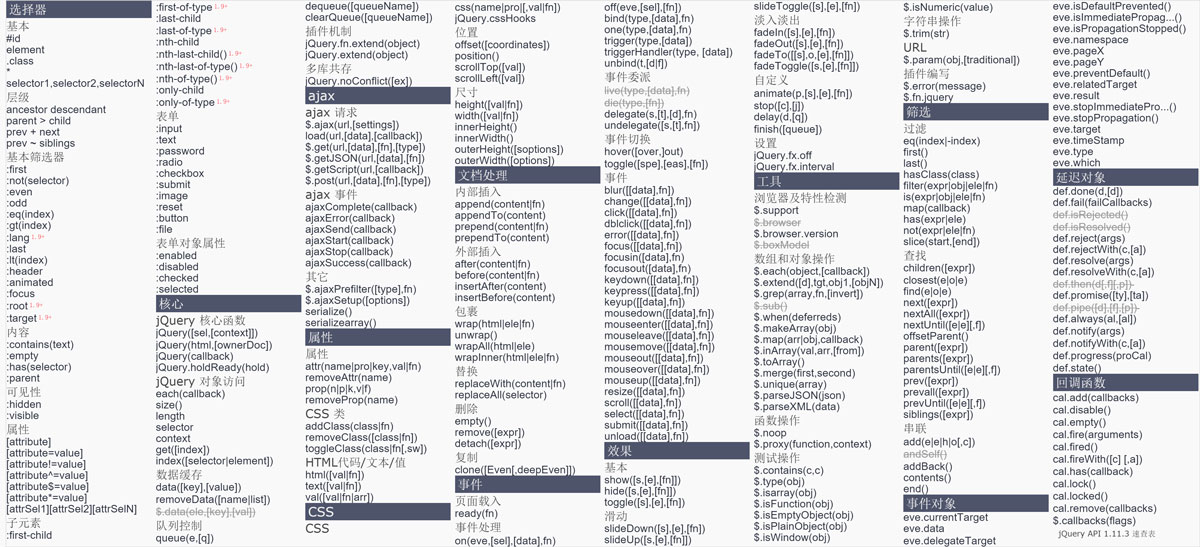 选择器
基本
#id
element
.class
*
selector1,selector2,selectorN
层级
ancestor descendant
parent > child
prev + next
prev ~ siblings
基本筛选器
:first
:not(selector)
:even
:odd
:eq(index)
:gt(index)
:lang 1.9+
:last
:lt(index)
:header
:animated
:focus
:root 1.9+
:target 1.9+
内容
:contains(text)
:empty
:has(selector)
:parent
可见性
:hidden
:visible
属性
[attribute]
[attribute=value]
[attribute!=value]
[attribute^=value]
[attribute$=value]
[attribute*=value]
[attrSel1][attrSel2][attrSelN]
子元素
:first-child
:first-of-type 1.9+
:last-child
:last-of-type 1.9+
:nth-child
:nth-last-child() 1.9+
:nth-last-of-type() 1.9+
:nth-of-type() 1.9+
:only-child
:only-of-type 1.9+
表单
:input
:text
:password
:radio
:checkbox
:submit
:image
:reset
:button
:file
表单对象属性
:enabled
:disabled
:checked
:selected
核心
jQuery 核心函数
jQuery([sel,[context]])
jQuery(html,[ownerDoc])
jQuery(callback)
jQuery.holdReady(hold)
jQuery 对象访问
each(callback)
size()
length
selector
context
get([index])
index([selector|element])
数据缓存
data([key],[value])
removeData([name|list])
$.data(ele,[key],[val])
队列控制
queue(e,[q])
dequeue([queueName])
clearQueue([queueName])
插件机制
jQuery.fn.extend(object)
jQuery.extend(object)
多库共存
jQuery.noConflict([ex])
ajax
ajax 请求
$.ajax(url,[settings])
load(url,[data],[callback])
$.get(url,[data],[fn],[type])
$.getJSON(url,[data],[fn])
$.getScript(url,[callback])
$.post(url,[data],[fn],[type])
ajax 事件
ajaxComplete(callback)
ajaxError(callback)
ajaxSend(callback)
ajaxStart(callback)
ajaxStop(callback)
ajaxSuccess(callback)
其它
$.ajaxPrefilter([type],fn)
$.ajaxSetup([options])
serialize()
serializearray()
属性
属性
attr(name|pro|key,val|fn)
removeAttr(name)
prop(n|p|k,v|f)
removeProp(name)
CSS 类
addClass(class|fn)
removeClass([class|fn)
toggleClass(class|fn[,sw])
HTML代码/文本/值
html([val|fn])
text([val|fn])
val([val|fn|arr])
CSS
CSS
css(name|pro|[,val|fn])
jQuery.cssHooks
位置
offset([coordinates])
position()
scrollTop([val])
scrollLeft([val])
尺寸
height([val|fn])
width([val|fn])
innerHeight()
innerWidth()
outerHeight([soptions])
outerWidth([options])
文档处理
内部插入
append(content|fn)
appendTo(content)
prepend(content|fn)
prependTo(content)
外部插入
after(content|fn)
before(content|fn)
insertAfter(content)
insertBefore(content)
包裹
wrap(html|ele|fn)
unwrap()
wrapAll(html|ele)
wrapInner(html|ele|fn)
替换
replaceWith(content|fn)
replaceAll(selector)
删除
empty()
remove([expr])
detach([expr])
复制
clone([Even[,deepEven]])
事件
页面载入
ready(fn)
事件处理
on(eve,[sel],[data],fn)
off(eve,[sel],[fn])
bind(type,[data],fn)
one(type,[data],fn)
trigger(type,[data])
triggerHandler(type, [data])
unbind(t,[d|f])
事件委派
live(type,[data],fn)
die(type,[fn])
delegate(s,[t],[d],fn)
undelegate([s,[t],fn])
事件切换
hover([over,]out)
toggle([spe],[eas],[fn])
事件
blur([[data],fn])
change([[data],fn])
click([[data],fn])
dblclick([[data],fn])
error([[data],fn])
focus([[data],fn])
focusin([data],fn)
focusout([data],fn)
keydown([[data],fn])
keypress([[data],fn])
keyup([[data],fn])
mousedown([[data],fn])
mouseenter([[data],fn])
mouseleave([[data],fn])
mousemove([[data],fn])
mouseout([[data],fn])
mouseover([[data],fn])
mouseup([[data],fn])
resize([[data],fn])
scroll([[data],fn])
select([[data],fn])
submit([[data],fn])
unload([[data],fn])
效果
基本
show([s,[e],[fn]])
hide([s,[e],[fn]])
toggle([s],[e],[fn])
滑动
slideDown([s],[e],[fn])
slideUp([s,[e],[fn]])
slideToggle([s],[e],[fn])
淡入淡出
fadeIn([s],[e],[fn])
fadeOut([s],[e],[fn])
fadeTo([[s],o,[e],[fn]])
fadeToggle([s,[e],[fn]])
自定义
animate(p,[s],[e],[fn])
stop([c],[j])
delay(d,[q])
finish([queue])
设置
jQuery.fx.off
jQuery.fx.interval
工具
浏览器及特性检测
$.support
$.browser
$.browser.version
$.boxModel
数组和对象操作
$.each(object,[callback])
$.extend([d],tgt,obj1,[objN])
$.grep(array,fn,[invert])
$.sub()
$.when(deferreds)
$.makeArray(obj)
$.map(arr|obj,callback)
$.inArray(val,arr,[from])
$.toArray()
$.merge(first,second)
$.unique(array)
$.parseJSON(json)
$.parseXML(data)
函数操作
$.noop
$.proxy(function,context)
测试操作
$.contains(c,c)
$.type(obj)
$.isarray(obj)
$.isFunction(obj)
$.isEmptyObject(obj)
$.isPlainObject(obj)
$.isWindow(obj)
$.isNumeric(value)
字符串操作
$.trim(str)
URL
$.param(obj,[traditional])
插件编写
$.error(message)
$.fn.jquery
筛选
过滤
eq(index|-index)
first()
last()
hasClass(class)
filter(expr|obj|ele|fn)
is(expr|obj|ele|fn)
map(callback)
has(expr|ele)
not(expr|ele|fn)
slice(start,[end])
查找
children([expr])
closest(e|o|e)
find(e|o|e)
next([expr])
nextAll([expr])
nextUntil([e|e][,f])
offsetParent()
parent([expr])
parents([expr])
parentsUntil([e|e][,f])
prev([expr])
prevall([expr])
prevUntil([e|e][,f])
siblings([expr])
串联
add(e|e|h|o[,c])
andSelf()
addBack()
contents()
end()
事件对象
eve.currentTarget
eve.data
eve.delegateTarget
eve.isDefaultPrevented()
eve.isImmediatePropag...()
eve.isPropagationStopped()
eve.namespace
eve.pageX
eve.pageY
eve.preventDefault()
eve.relatedTarget
eve.result
eve.stopImmediatePro...()
eve.stopPropagation()
eve.target
eve.timeStamp
eve.type
eve.which
延迟对象
def.done(d,[d])
def.fail(failCallbacks)
def.isRejected()
def.isResolved()
def.reject(args)
def.rejectWith(c,[a])
def.resolve(args)
def.resolveWith(c,[a])
def.then(d[,f][,p])
def.promise([ty],[ta])
def.pipe([d],[f],[p])
def.always(al,[al])
def.notify(args)
def.notifyWith(c,[a])
def.progress(proCal)
def.state()
回调函数
cal.add(callbacks)
cal.disable()
cal.empty()
cal.fire(arguments)
cal.fired()
cal.fireWith([c] [,a])
cal.has(callback)
cal.lock()
cal.locked()
cal.remove(callbacks)
$.callbacks(flags)
jQuery API 1.11.3 速查表